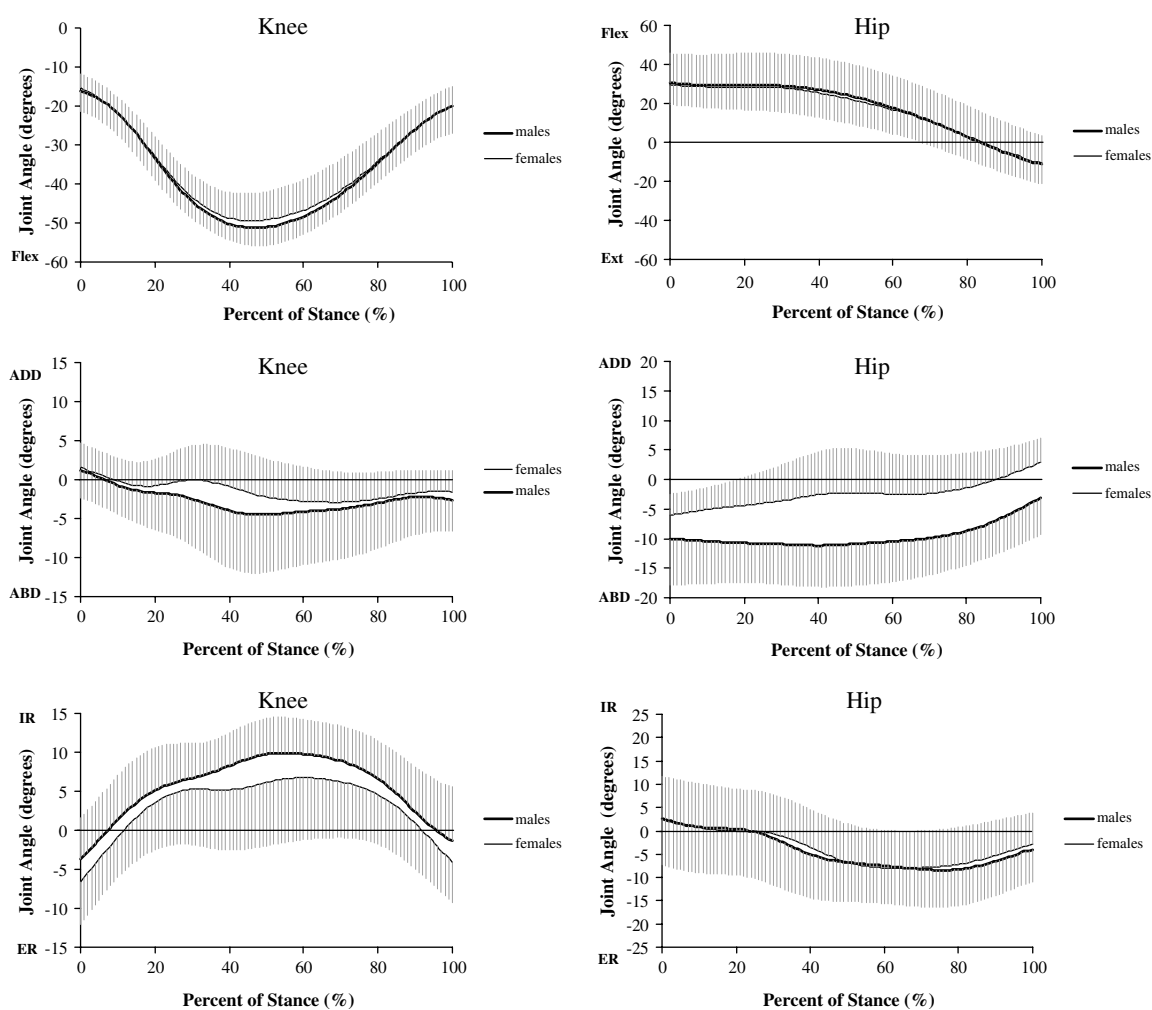 Knee
0
-10
-20
-30
-40
-50
-60
Flex
Joint Angle (degrees)
0 20 40 60 80 100
Percent of Stance (%)
males
females
Hip
Flex
60
40
20
0
-20
-40
-60
Ext
Joint Angle (degrees)
0 20 40 60 80 100
Percent of Stance (%)
males
females
Knee
ADD
15
10
5
0
-5
-10
-15
ABD
Joint Angle (degrees)
0 20 40 60 80 100
Percent of Stance (%)
females
males
Hip
ADD
20
15
10
5
0
-5
-10
-15
-20
ABD
Joint Angle (degrees)
0 20 40 60 80 100
Percent of Stance (%)
males
females
Knee
IR
15
10
5
0
-5
-10
-15
ER
Joint Angle (degrees)
0 20 40 60 80 100
Percent of Stance (%)
males
females
Hip
IR
25
20
15
10
5
0
-5
-10
-15
-20
-25
ER
Joint Angle (degrees)
0 20 40 60 80 100
Percent of Stance (%)
males
females